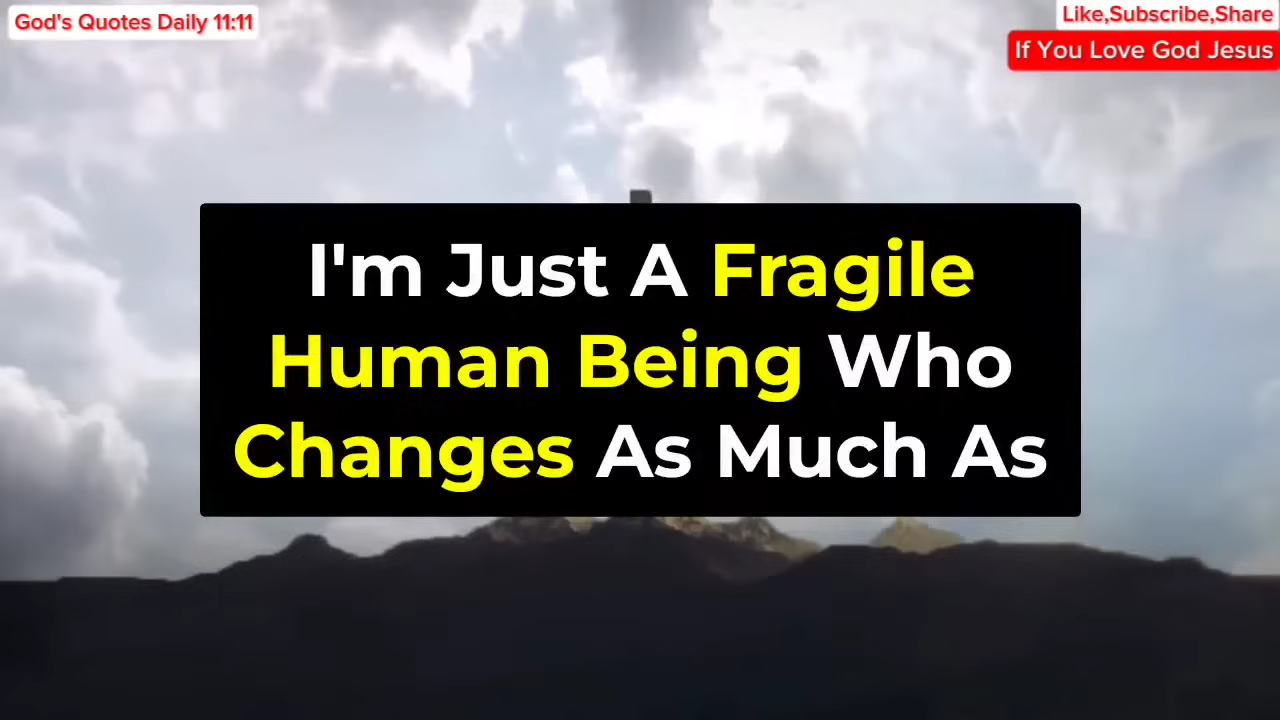 God's Quotes Daily 11:11
Like,Subscribe,Share
If You Love God Jesus
I'm Just A Fragile
Human Being Who
Changes As Much As